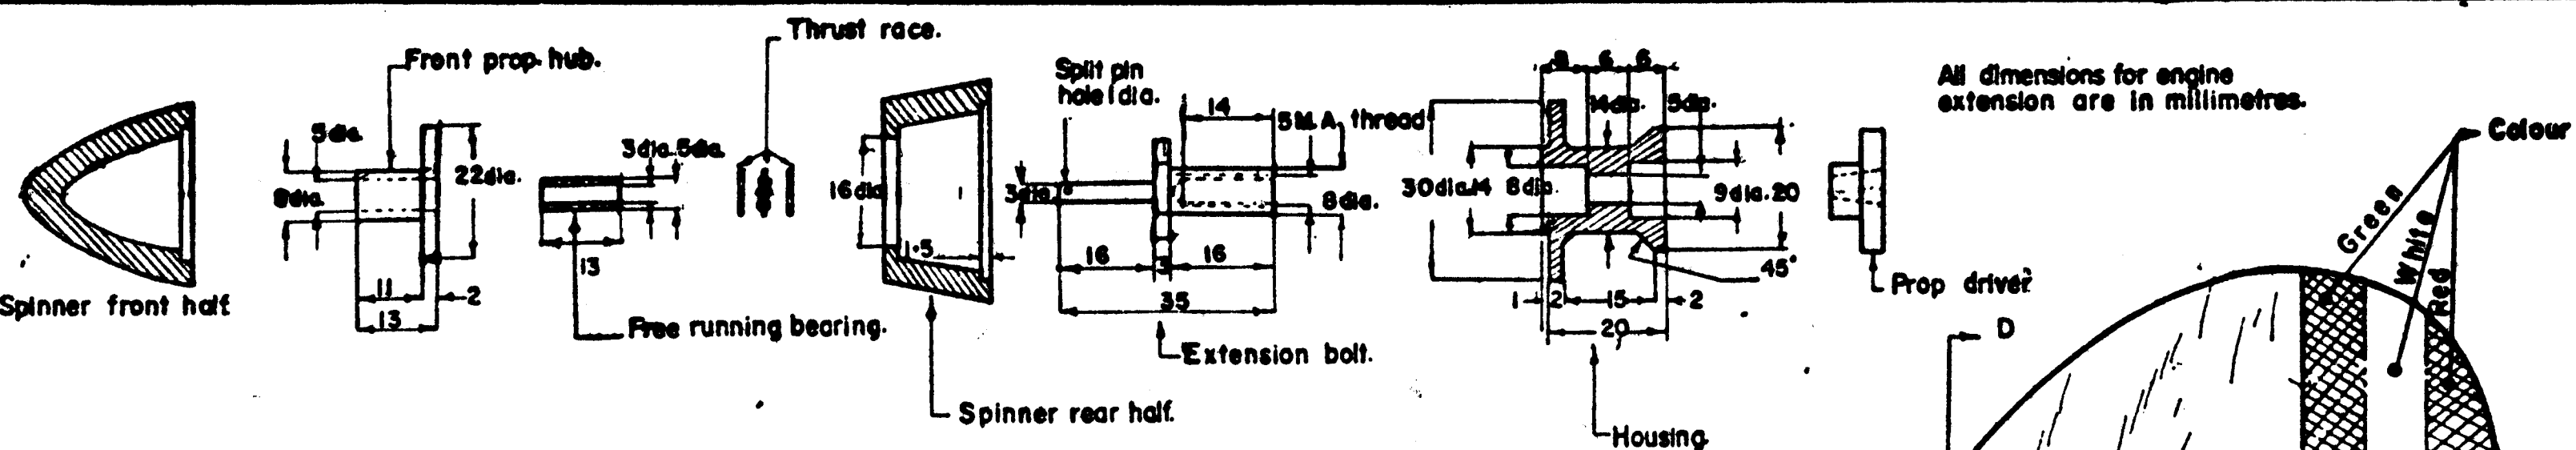 Thrust race.
Front prop. hub.
Split pin
hole 1 dia.
All dimensions for engine
extension are in millimetres.
Colour
5dia.
22dia.
11
2
13
3dia. 5dia.
13
Free running bearing.
Spinner front half.
16dia.
1.5
Spinner rear half.
14
5M.A. thread
3dia.
8dia.
16
3
16
35
Extension bolt.
6 6
14dia.
5dia.
30dia.
14
8dia.
9dia.
20
45°
1
2
15
2
20
Housing
Prop driver
Green
White
Red
D